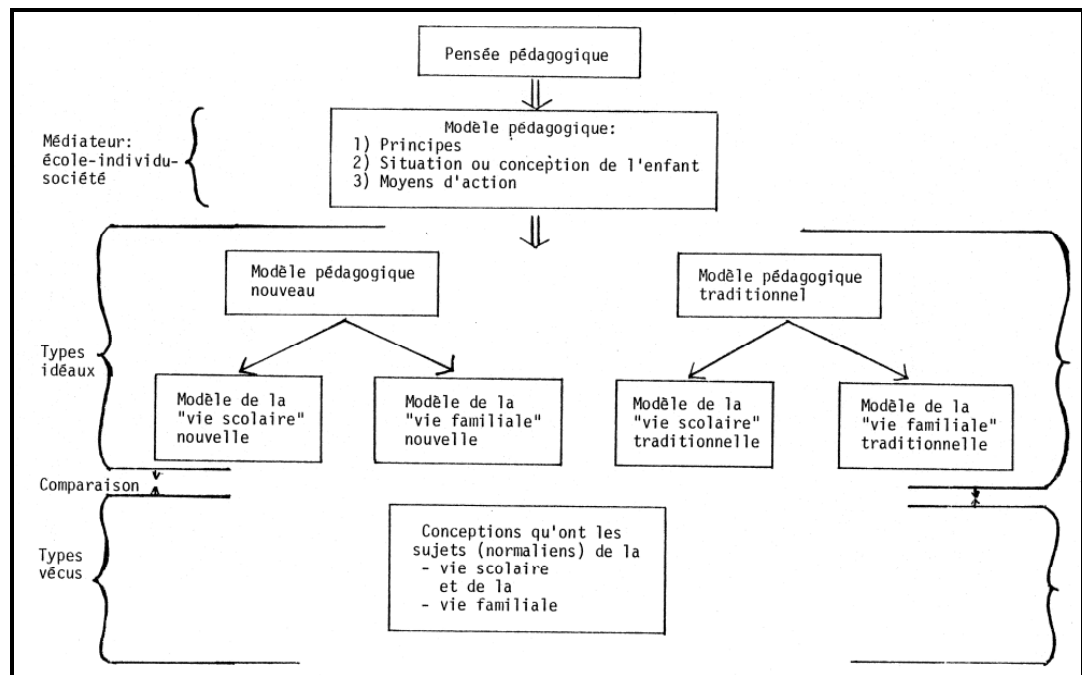 Pensée pédagogique
Médiateur:
école-individu-
société
Modèle pédagogique:
1) Principes
2) Situation ou conception de l'enfant
3) Moyens d'action
Types
idéaux
Modèle pédagogique
nouveau
Modèle pédagogique
traditionnel
Modèle de la
"vie scolaire"
nouvelle
Modèle de la
"vie familiale"
nouvelle
Modèle de la
"vie scolaire"
traditionnelle
Modèle de la
"vie familiale"
traditionnelle
Comparaison
Types
vécus
Conceptions qu'ont les
sujets (normaliens) de la
- vie scolaire
et de la
- vie familiale